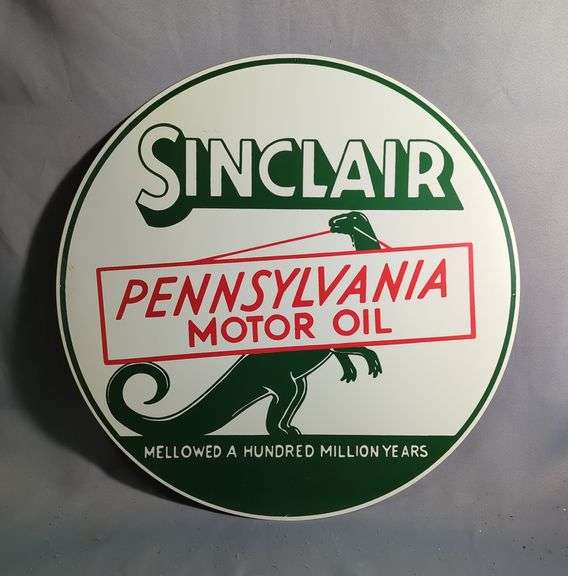 SINCLAIR
PENNSYLVANIA
MOTOR OIL
MELLOWED A HUNDRED MILLION YEARS